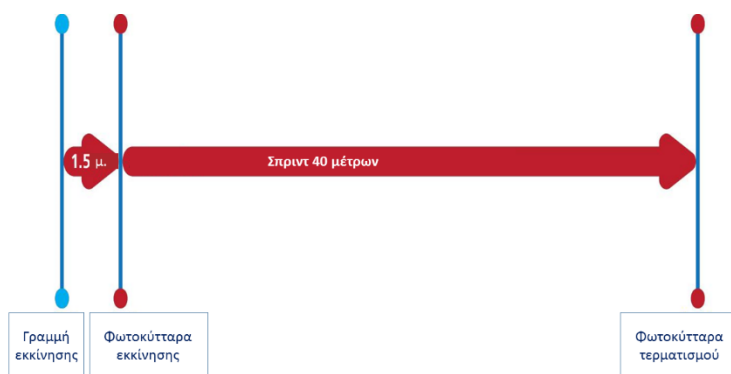 1.5 μ.
Σπριντ 40 μέτρων
Γραμμή
εκκίνησης
Φωτοκύτταρα
εκκίνησης
Φωτοκύτταρα
τερματισμού